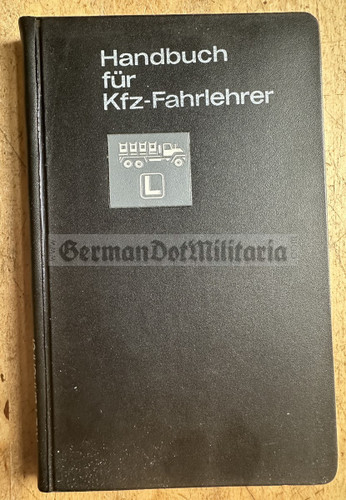 Handbuch
für
Kfz-Fahrlehrer
L
GermanDotMilitaria